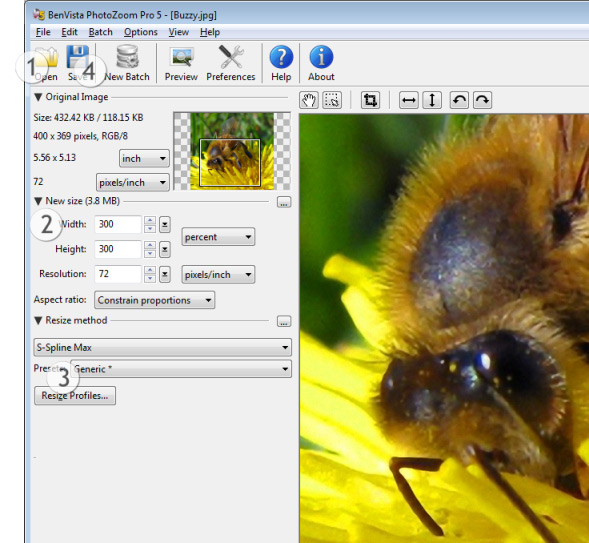 BenVista PhotoZoom Pro 5 - [Buzzy.jpg]
File Edit Batch Options View Help
1 4
Open Save New Batch Preview Preferences Help About
Original Image
Size: 432.42 KB / 118.15 KB
400 x 369 pixels, RGB/8
5.56 x 5.13 inch
72 pixels/inch
New size (3.8 MB) ...
2 Width: 300
percent
Height: 300
Resolution: 72 pixels/inch
Aspect ratio: Constrain proportions
Resize method ...
S-Spline Max
Preset: Generic *
3
Resize Profiles...